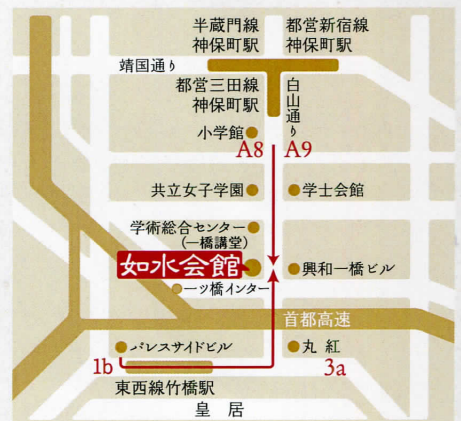 半蔵門線
神保町駅
都営新宿線
神保町駅
靖国通り
都営三田線
神保町駅
白山通り
小学館
A8
A9
共立女子学園
学士会館
学術総合センター
(一橋講堂)
如水会館
興和一橋ビル
一ツ橋インター
首都高速
パレスサイドビル
丸紅
1b
3a
東西線竹橋駅
皇居